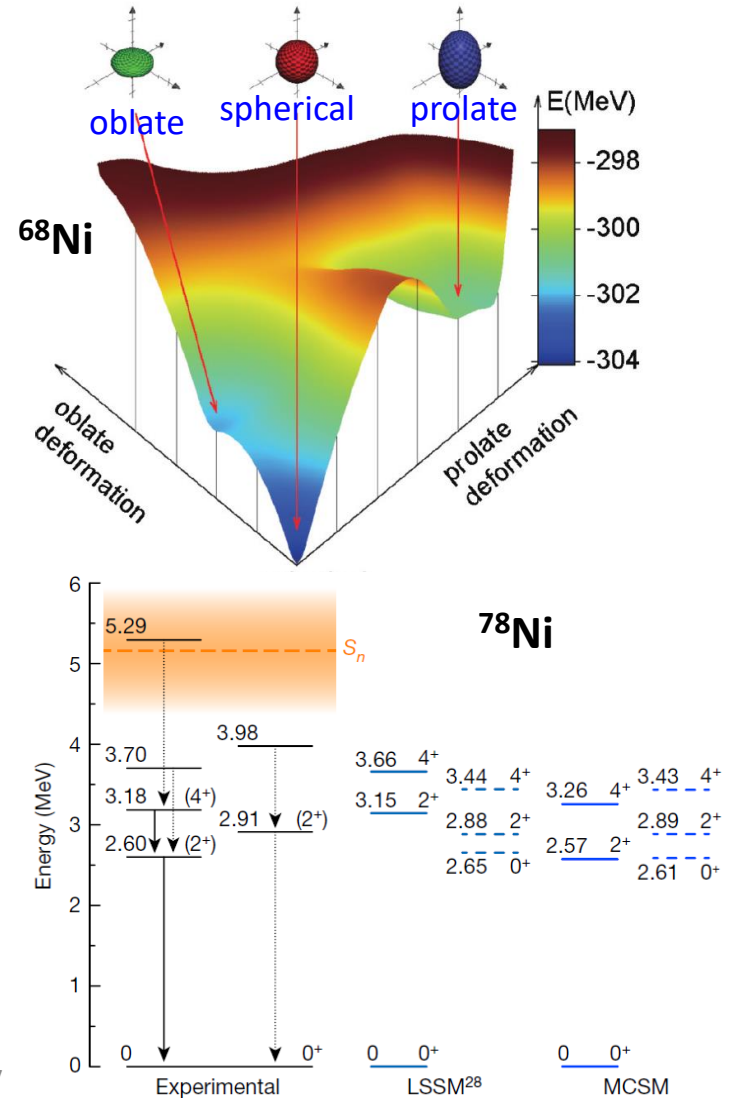 oblate
spherical
prolate
E(MeV)
-298
-300
-302
-304
⁶⁸Ni
oblate
deformation
prolate
deformation
⁷⁸Ni
6
5
4
3
2
1
0
Energy (MeV)
5.29
Sₙ
3.70
3.18 (4⁺)
2.60 (2⁺)
0 0⁺
3.98
2.91 (2⁺)
Experimental
3.66 4⁺
3.15 2⁺
3.44 4⁺
2.88 2⁺
2.65 0⁺
0 0⁺
LSSM²⁸
3.26 4⁺
2.57 2⁺
3.43 4⁺
2.89 2⁺
2.61 0⁺
0 0⁺
MCSM